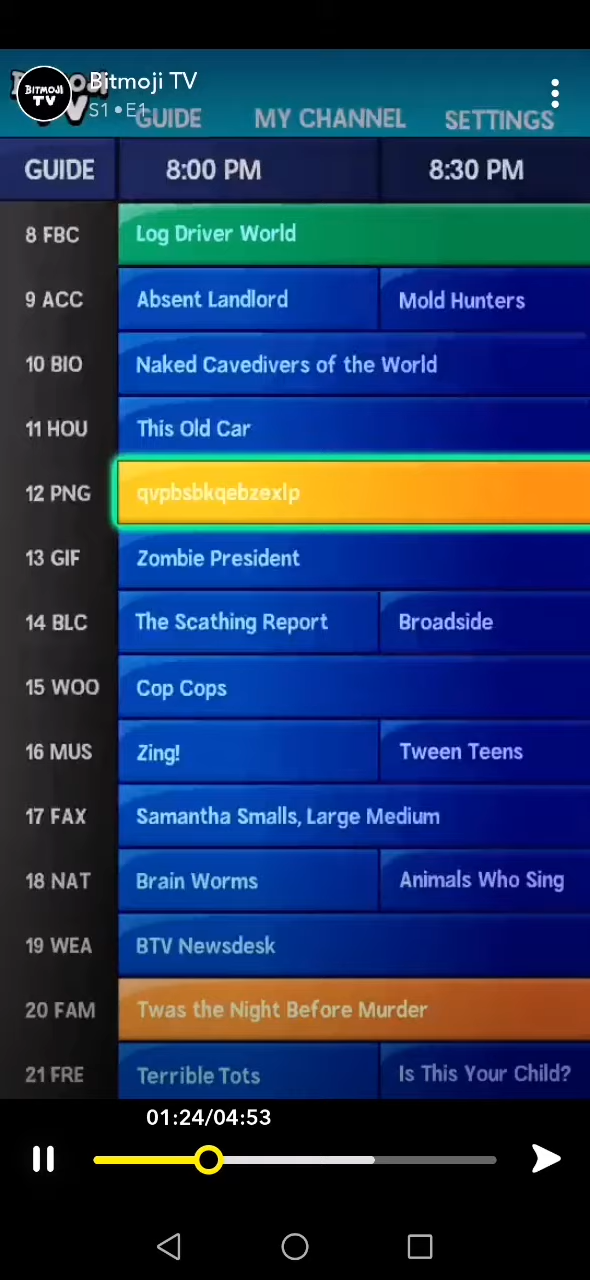 BITMOJI TV
Bitmoji TV
S1 • E1
GUIDE MY CHANNEL SETTINGS
GUIDE 8:00 PM 8:30 PM
8 FBC Log Driver World
9 ACC Absent Landlord Mold Hunters
10 BIO Naked Cavedivers of the World
11 HOU This Old Car
12 PNG qvpbsbkqebzexlp
13 GIF Zombie President
14 BLC The Scathing Report Broadside
15 WOO Cop Cops
16 MUS Zing! Tween Teens
17 FAX Samantha Smalls, Large Medium
18 NAT Brain Worms Animals Who Sing
19 WEA BTV Newsdesk
20 FAM Twas the Night Before Murder
21 FRE Terrible Tots Is This Your Child?
01:24/04:53